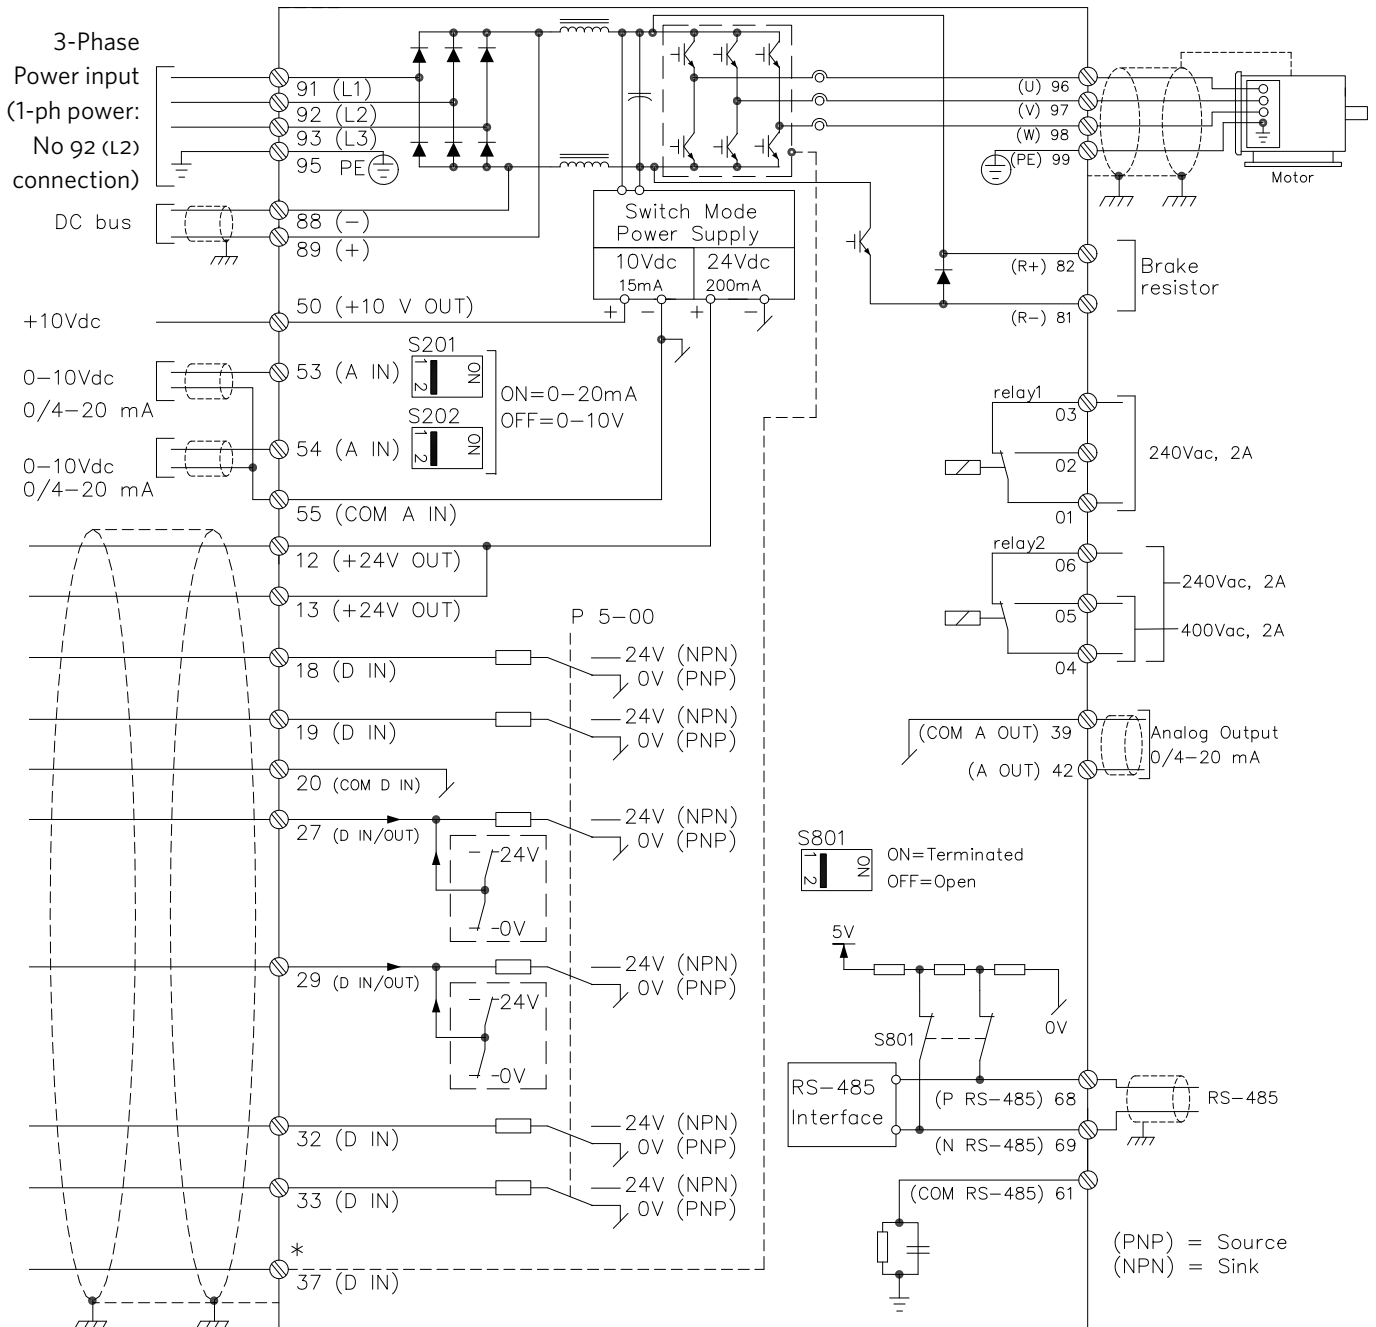 3-Phase
Power input
(1-ph power:
No 92 (L2)
connection)
91 (L1)
92 (L2)
93 (L3)
95 PE
DC bus
88 (−)
89 (+)
+10Vdc
50 (+10 V OUT)
0−10Vdc
0/4−20 mA
53 (A IN)
S201
1 2
ON
ON=0−20mA
OFF=0−10V
S202
1 2
ON
0−10Vdc
0/4−20 mA
54 (A IN)
55 (COM A IN)
12 (+24V OUT)
13 (+24V OUT)
P 5−00
18 (D IN)
24V (NPN)
0V (PNP)
19 (D IN)
24V (NPN)
0V (PNP)
20 (COM D IN)
27 (D IN/OUT)
24V (NPN)
0V (PNP)
24V
0V
29 (D IN/OUT)
24V (NPN)
0V (PNP)
24V
0V
32 (D IN)
24V (NPN)
0V (PNP)
33 (D IN)
24V (NPN)
0V (PNP)
*
37 (D IN)
Switch Mode
Power Supply
10Vdc
15mA
24Vdc
200mA
+ − + −
(U) 96
(V) 97
(W) 98
(PE) 99
Motor
(R+) 82
(R−) 81
Brake
resistor
relay1
03
02
01
240Vac, 2A
relay2
06
05
04
240Vac, 2A
400Vac, 2A
(COM A OUT) 39
(A OUT) 42
Analog Output
0/4−20 mA
S801
1 2
ON
ON=Terminated
OFF=Open
5V
0V
S801
RS−485
Interface
(P RS−485) 68
(N RS−485) 69
(COM RS−485) 61
RS−485
(PNP) = Source
(NPN) = Sink